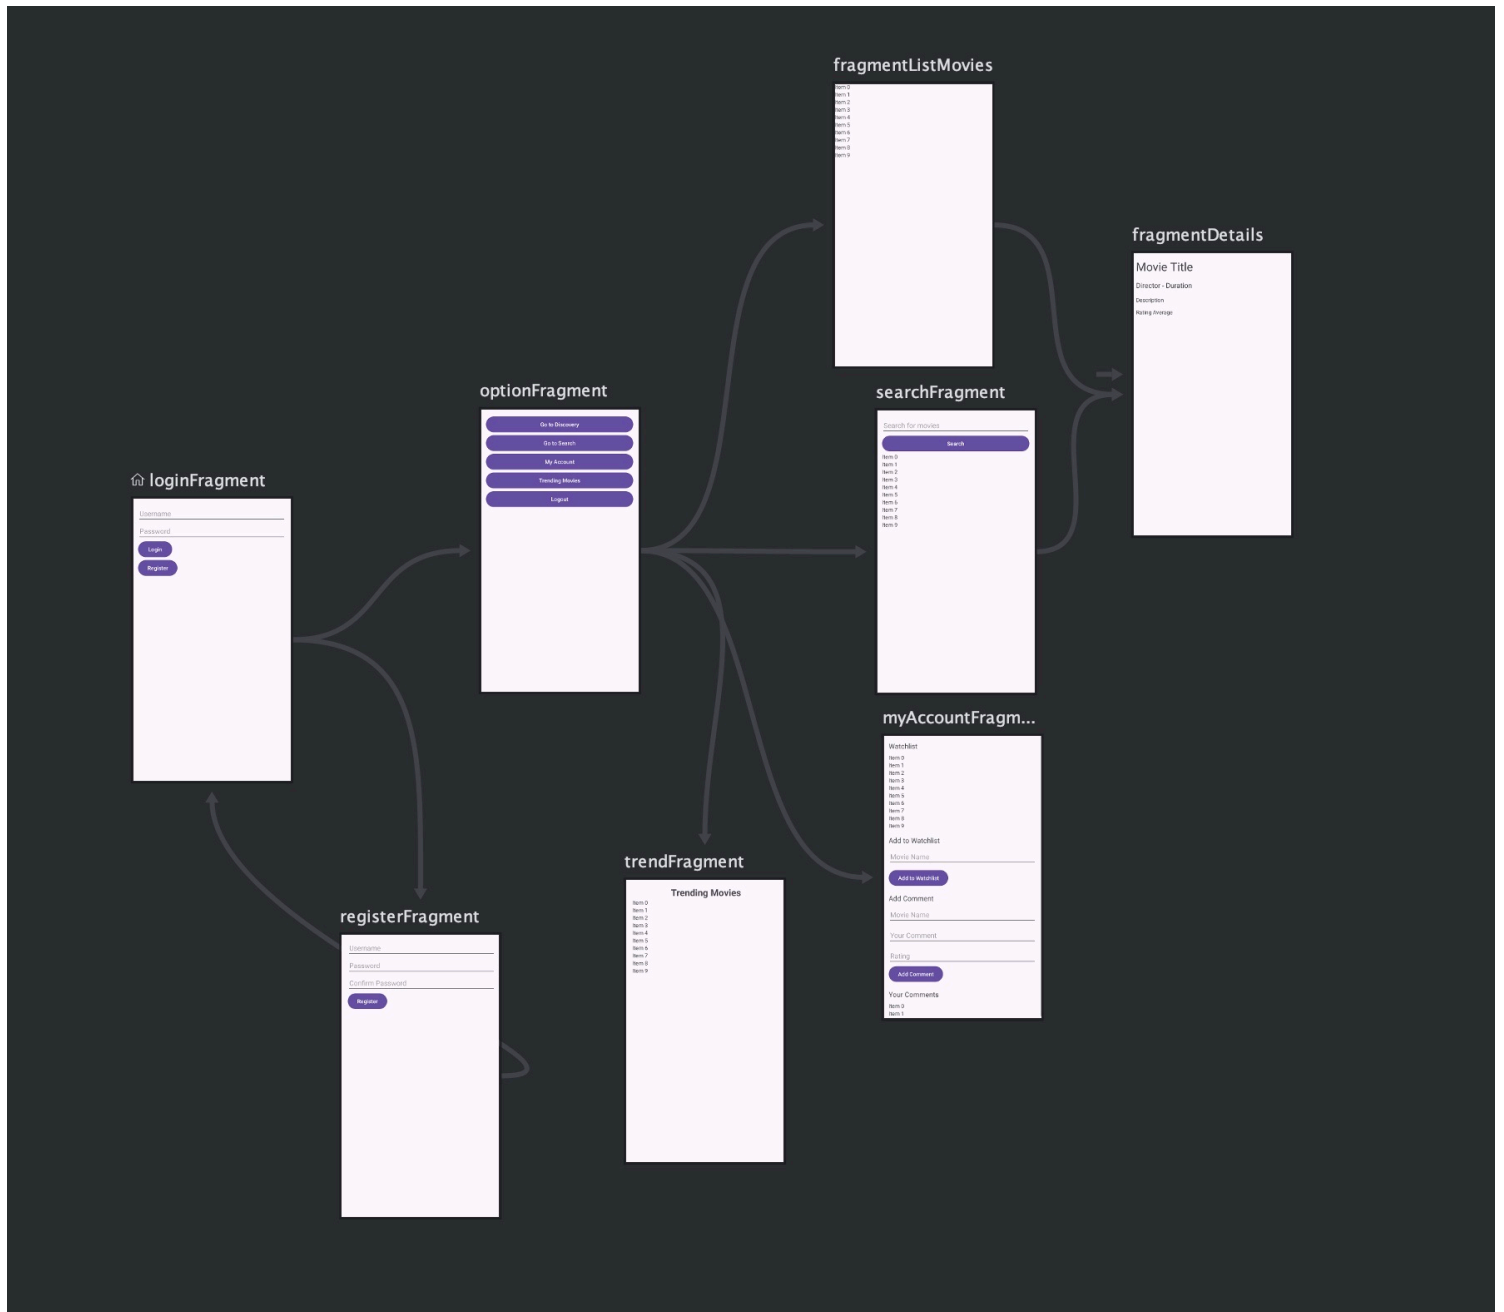 fragmentListMovies
Item 0
Item 1
Item 2
Item 3
Item 4
Item 5
Item 6
Item 7
Item 8
Item 9
fragmentDetails
Movie Title
Director - Duration
Description
Rating Average
optionFragment
Go to Discovery
Go to Search
My Account
Trending Movies
Logout
searchFragment
Search for movies
Search
Item 0
Item 1
Item 2
Item 3
Item 4
Item 5
Item 6
Item 7
Item 8
Item 9
loginFragment
Username
Password
Login
Register
myAccountFragm...
Watchlist
Item 0
Item 1
Item 2
Item 3
Item 4
Item 5
Item 6
Item 7
Item 8
Item 9
Add to Watchlist
Movie Name
Add to Watchlist
Add Comment
Movie Name
Your Comment
Rating
Add Comment
Your Comments
Item 0
Item 1
trendFragment
Trending Movies
Item 0
Item 1
Item 2
Item 3
Item 4
Item 5
Item 6
Item 7
Item 8
Item 9
registerFragment
Username
Password
Confirm Password
Register